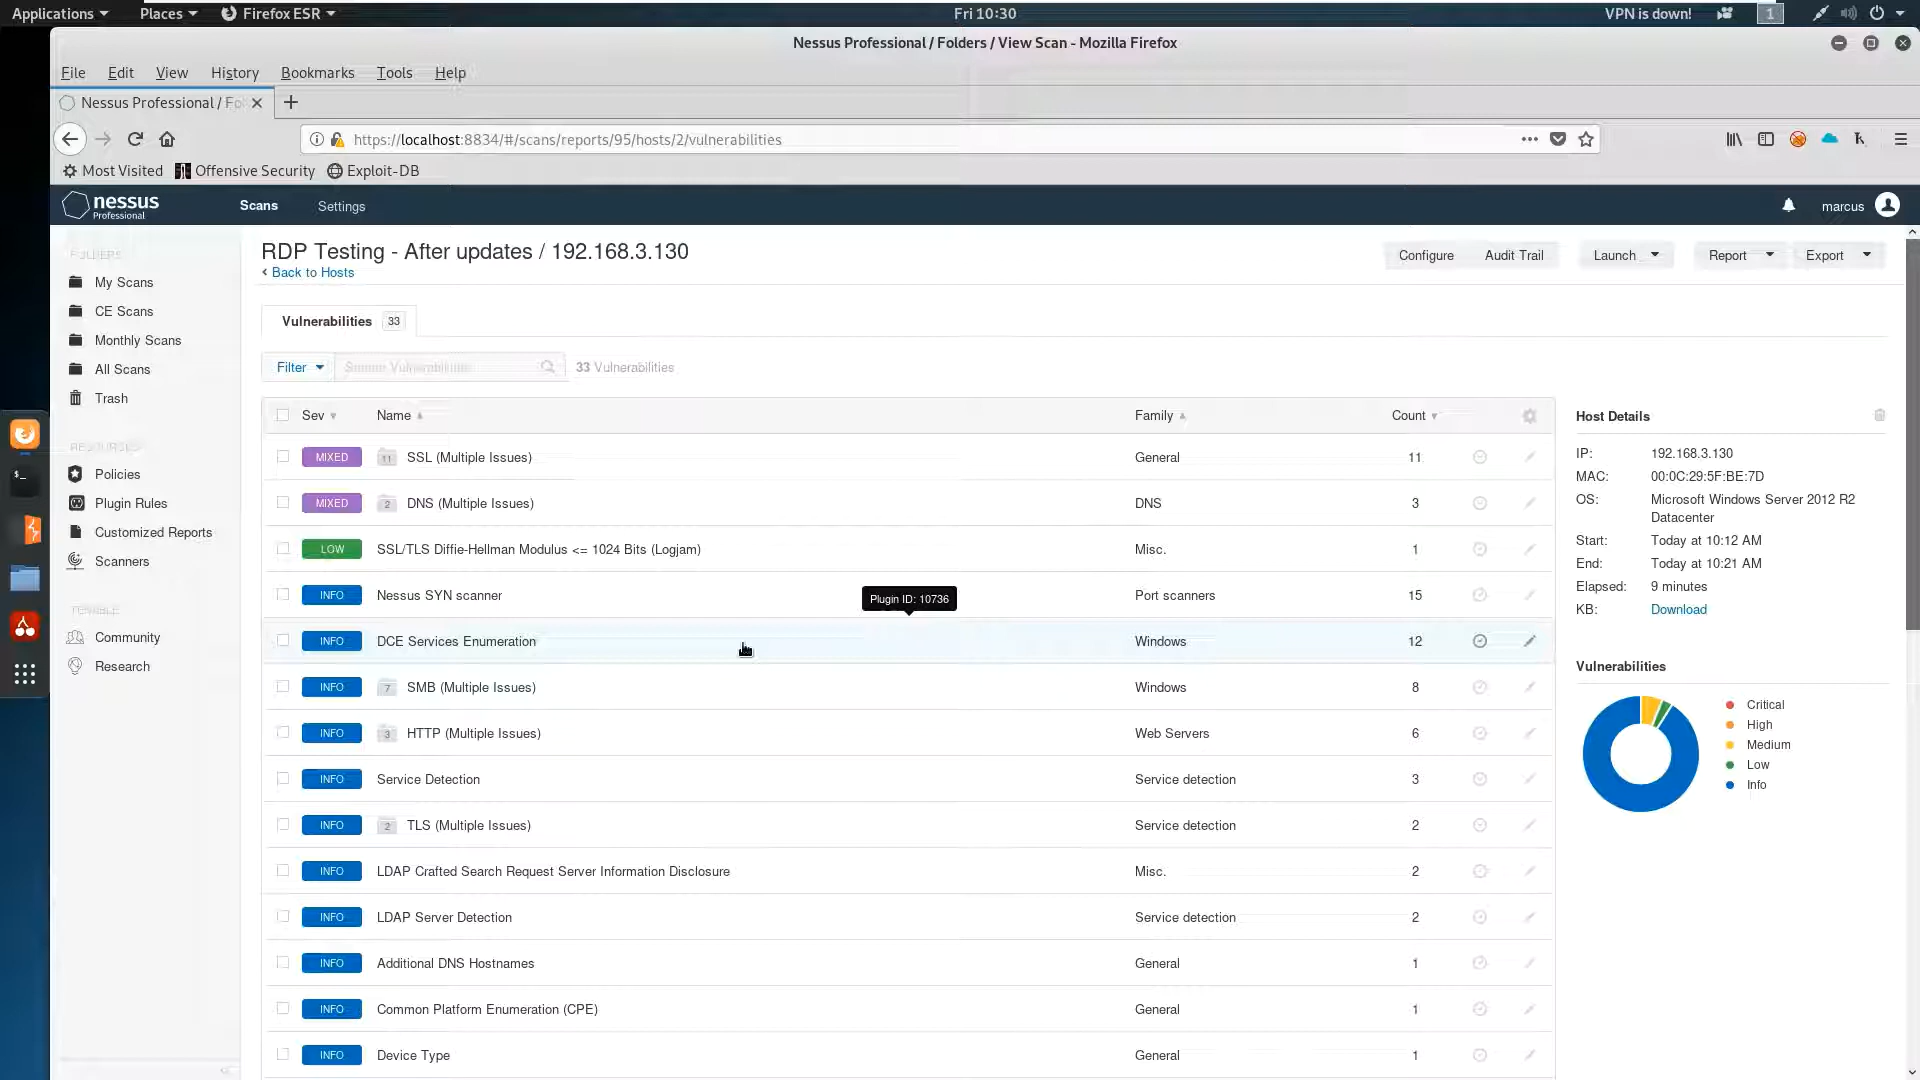 Applications Places Firefox ESR Fri 10:30 VPN is down! 1
Nessus Professional / Folders / View Scan - Mozilla Firefox
File Edit View History Bookmarks Tools Help
Nessus Professional / Fo
https://localhost:8834/#/scans/reports/95/hosts/2/vulnerabilities
Most Visited Offensive Security Exploit-DB
nessus Professional Scans Settings marcus
FOLDERS
My Scans
CE Scans
Monthly Scans
All Scans
Trash
RESOURCES
Policies
Plugin Rules
Customized Reports
Scanners
TENABLE
Community
Research
RDP Testing - After updates / 192.168.3.130
Back to Hosts
Configure Audit Trail Launch Report Export
Vulnerabilities 33
Filter Search Vulnerabilities 33 Vulnerabilities
Sev Name Family Count
MIXED 11 SSL (Multiple Issues) General 11
MIXED 2 DNS (Multiple Issues) DNS 3
LOW SSL/TLS Diffie-Hellman Modulus <= 1024 Bits (Logjam) Misc. 1
INFO Nessus SYN scanner Port scanners 15
Plugin ID: 10736
INFO DCE Services Enumeration Windows 12
INFO 7 SMB (Multiple Issues) Windows 8
INFO 3 HTTP (Multiple Issues) Web Servers 6
INFO Service Detection Service detection 3
INFO 2 TLS (Multiple Issues) Service detection 2
INFO LDAP Crafted Search Request Server Information Disclosure Misc. 2
INFO LDAP Server Detection Service detection 2
INFO Additional DNS Hostnames General 1
INFO Common Platform Enumeration (CPE) General 1
INFO Device Type General 1
Host Details
IP: 192.168.3.130
MAC: 00:0C:29:5F:BE:7D
OS: Microsoft Windows Server 2012 R2
Datacenter
Start: Today at 10:12 AM
End: Today at 10:21 AM
Elapsed: 9 minutes
KB: Download
Vulnerabilities
Critical
High
Medium
Low
Info